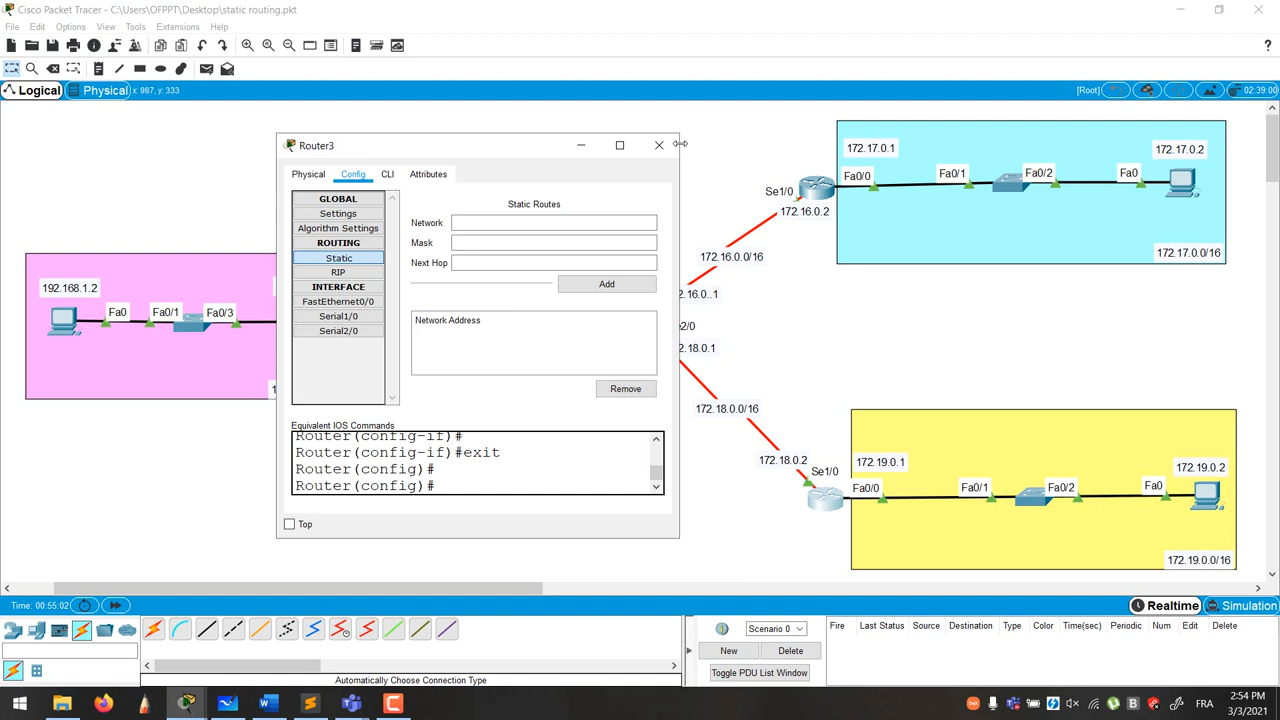 Cisco Packet Tracer - C:\Users\OFPPT\Desktop\static routing.pkt
File Edit Options View Tools Extensions Help
Logical Physical x: 987, y: 333 [Root] 02:39:00
Router3
Physical Config CLI Attributes
GLOBAL
Settings
Algorithm Settings
ROUTING
Static
RIP
INTERFACE
FastEthernet0/0
Serial1/0
Serial2/0
Static Routes
Network
Mask
Next Hop
Add
Network Address
Remove
Equivalent IOS Commands
Router(config-if)#
Router(config-if)#exit
Router(config)#
Router(config)#
Top
192.168.1.2
Fa0 Fa0/1 Fa0/3
172.17.0.1 172.17.0.2
Se1/0 Fa0/0 Fa0/1 Fa0/2 Fa0
172.16.0.2
172.16.0.0/16 172.17.0.0/16
2.16.0..1
e2/0
172.18.0.1
172.18.0.0/16
172.18.0.2 Se1/0 172.19.0.1 172.19.0.2
Fa0/0 Fa0/1 Fa0/2 Fa0
172.19.0.0/16
Time: 00:55:02 Realtime Simulation
Scenario 0
New Delete
Toggle PDU List Window
Fire Last Status Source Destination Type Color Time(sec) Periodic Num Edit Delete
Automatically Choose Connection Type
FRA
2:54 PM
3/3/2021